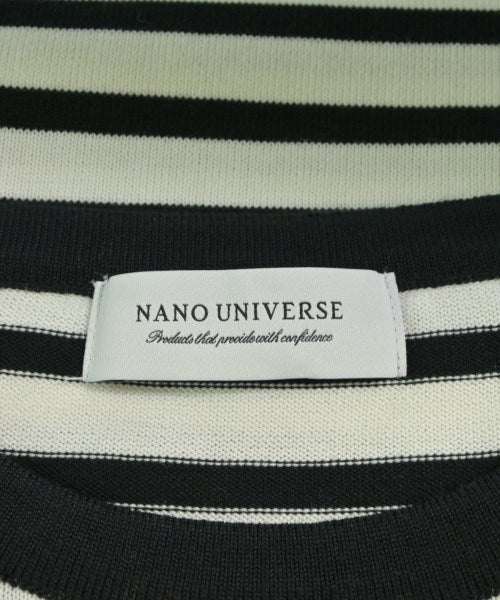 NANO UNIVERSE
Products that provide with confidence